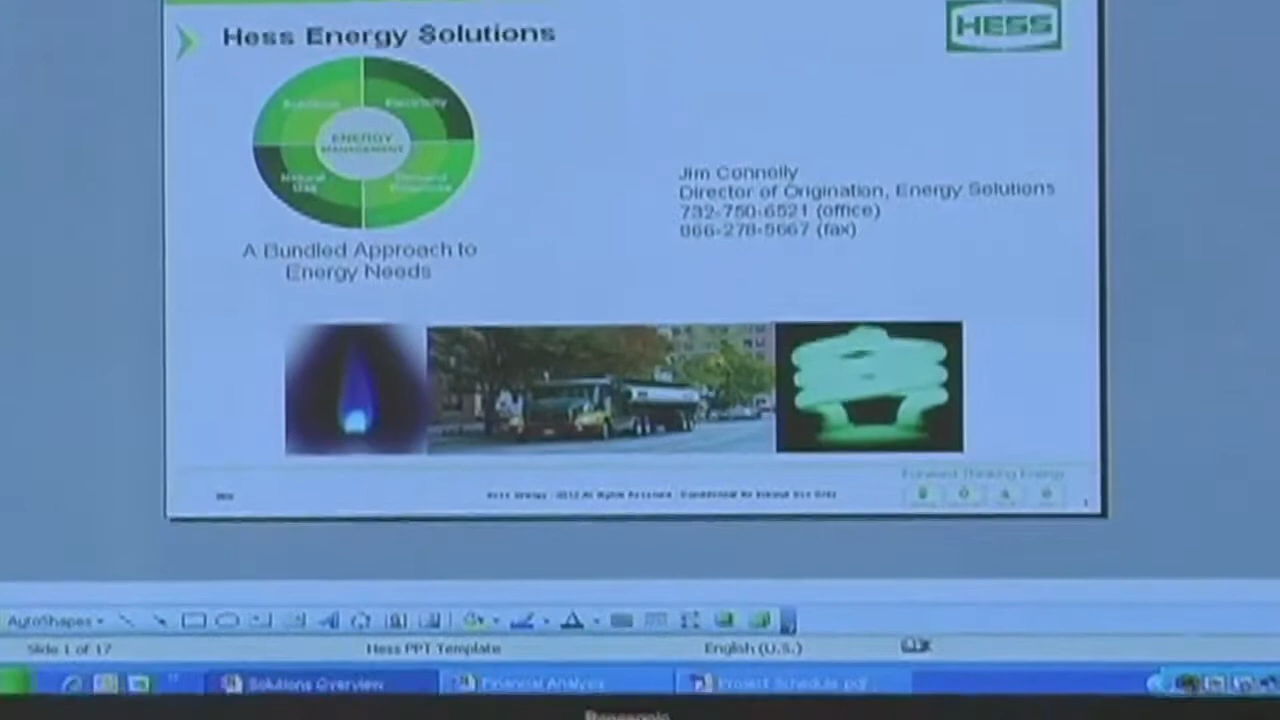 Hess Energy Solutions
HESS
Electricity
ENERGY
MANAGEMENT
Natural
Gas
Demand
Response
A Bundled Approach to
Energy Needs
Jim Connolly
Director of Origination, Energy Solutions
732-750-6521 (office)
866-278-5667 (fax)
Forward Thinking Energy
AutoShapes
Slide 1 of 17
Hess PPT Template
English (U.S.)
Solutions Overview
Financial Analysis
Project Schedule.pdf
Panasonic